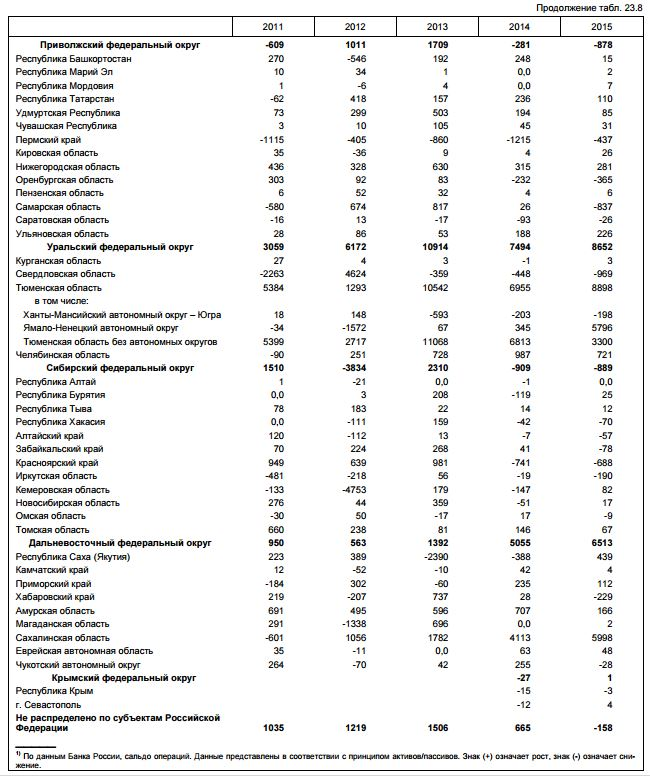 Продолжение табл. 23.8
2011 2012 2013 2014 2015
Приволжский федеральный округ -609 1011 1709 -281 -878
Республика Башкортостан 270 -546 192 248 15
Республика Марий Эл 10 34 1 0,0 2
Республика Мордовия 1 -6 4 0,0 7
Республика Татарстан -62 418 157 236 110
Удмуртская Республика 73 299 503 194 85
Чувашская Республика 3 10 105 45 31
Пермский край -1115 -405 -860 -1215 -437
Кировская область 35 -36 9 4 26
Нижегородская область 436 328 630 315 281
Оренбургская область 303 92 83 -232 -365
Пензенская область 6 52 32 4 6
Самарская область -580 674 817 26 -837
Саратовская область -16 13 -17 -93 -26
Ульяновская область 28 86 53 188 226
Уральский федеральный округ 3059 6172 10914 7494 8652
Курганская область 27 4 3 -1 3
Свердловская область -2263 4624 -359 -448 -969
Тюменская область 5384 1293 10542 6955 8898
в том числе:
Ханты-Мансийский автономный округ – Югра 18 148 -593 -203 -198
Ямало-Ненецкий автономный округ -34 -1572 67 345 5796
Тюменская область без автономных округов 5399 2717 11068 6813 3300
Челябинская область -90 251 728 987 721
Сибирский федеральный округ 1510 -3834 2310 -909 -889
Республика Алтай 1 -21 0,0 -1 0,0
Республика Бурятия 0,0 3 208 -119 25
Республика Тыва 78 183 22 14 12
Республика Хакасия 0,0 -111 159 -42 -70
Алтайский край 120 -112 13 -7 -57
Забайкальский край 70 224 268 41 -78
Красноярский край 949 639 981 -741 -688
Иркутская область -481 -218 56 -19 -190
Кемеровская область -133 -4753 179 -147 82
Новосибирская область 276 44 359 -51 17
Омская область -30 50 -17 17 -9
Томская область 660 238 81 146 67
Дальневосточный федеральный округ 950 563 1392 5055 6513
Республика Саха (Якутия) 223 389 -2390 -388 439
Камчатский край 12 -52 -10 42 4
Приморский край -184 302 -60 235 112
Хабаровский край 219 -207 737 28 -229
Амурская область 691 495 596 707 166
Магаданская область 291 -1338 696 0,0 2
Сахалинская область -601 1056 1782 4113 5998
Еврейская автономная область 35 -11 0,0 63 48
Чукотский автономный округ 264 -70 42 255 -28
Крымский федеральный округ -27 1
Республика Крым -15 -3
г. Севастополь -12 4
Не распределено по субъектам Российской
Федерации 1035 1219 1506 665 -158
1) По данным Банка России, сальдо операций. Данные представлены в соответствии с принципом активы/пассивы. Знак (+) означает рост, знак (-) означает сни-
жение.